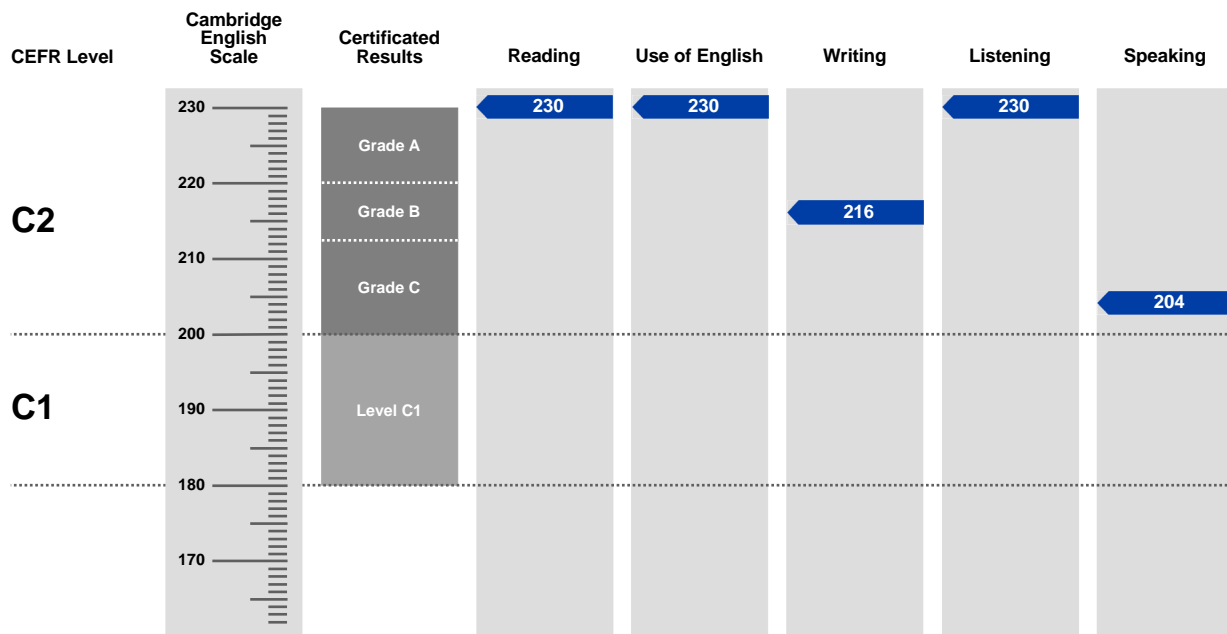 CEFR Level
Cambridge
English
Scale
Certificated
Results
Reading
Use of English
Writing
Listening
Speaking
230
230
230
230
Grade A
220
C2
Grade B
216
210
Grade C
204
200
C1
190
Level C1
180
170